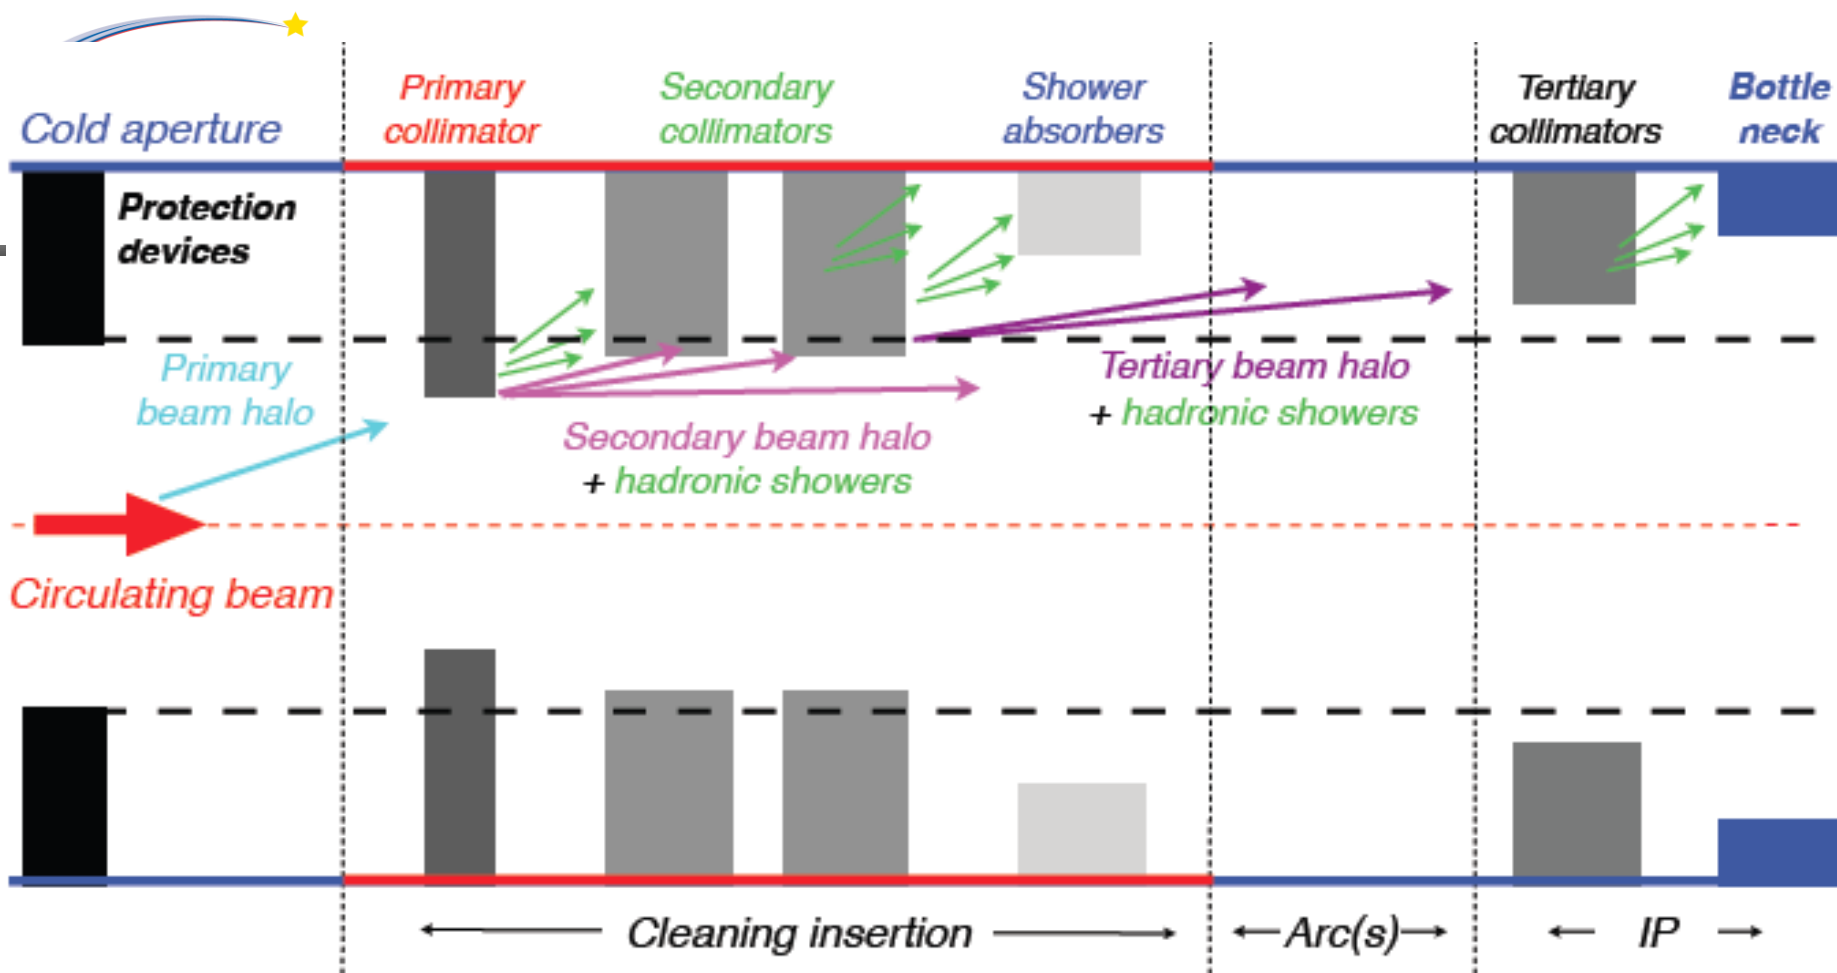 Cold aperture
Primary
collimator
Secondary
collimators
Shower
absorbers
Tertiary
collimators
Bottle
neck
Protection
devices
Primary
beam halo
Secondary beam halo
+ hadronic showers
Tertiary beam halo
+ hadronic showers
Circulating beam
Cleaning insertion
Arc(s)
IP